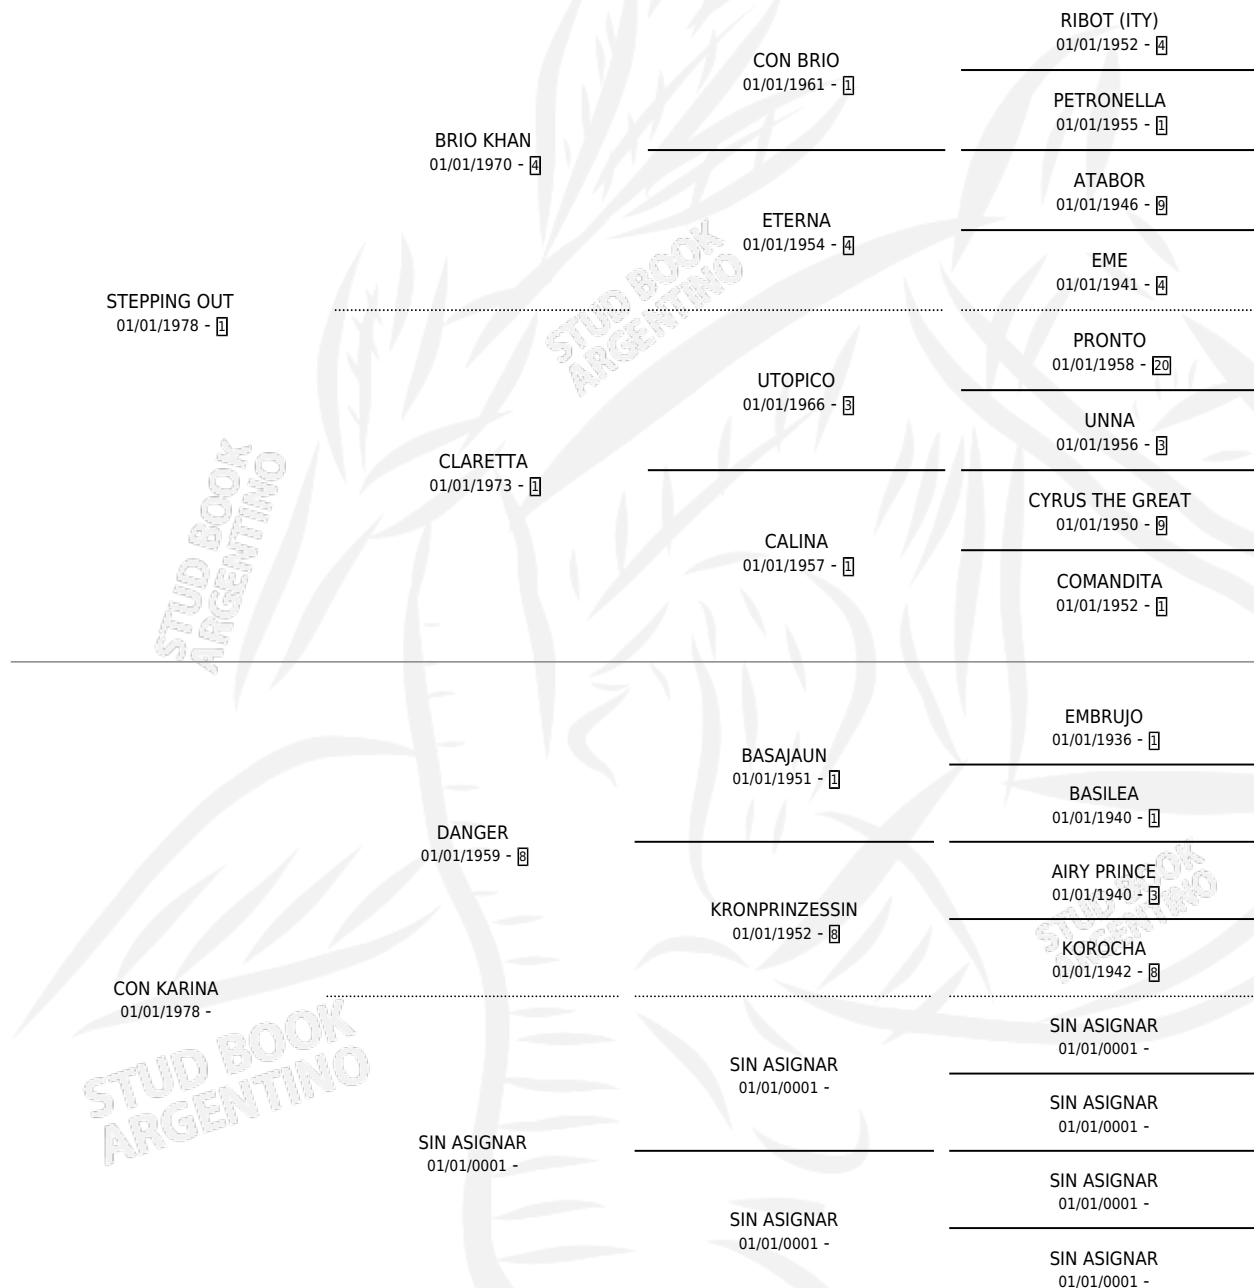 RIBOT (ITY)
01/01/1952 - 4
CON BRIO
01/01/1961 - 1
PETRONELLA
01/01/1955 - 1
BRIO KHAN
01/01/1970 - 4
ATABOR
01/01/1946 - 9
ETERNA
01/01/1954 - 4
EME
01/01/1941 - 4
STEPPING OUT
01/01/1978 - 1
PRONTO
01/01/1958 - 20
UTOPICO
01/01/1966 - 3
UNNA
01/01/1956 - 3
CLARETTA
01/01/1973 - 1
CYRUS THE GREAT
01/01/1950 - 9
CALINA
01/01/1957 - 1
COMANDITA
01/01/1952 - 1
EMBRUJO
01/01/1936 - 1
BASAJAUN
01/01/1951 - 1
BASILEA
01/01/1940 - 1
DANGER
01/01/1959 - 8
AIRY PRINCE
01/01/1940 - 3
KRONPRINZESSIN
01/01/1952 - 8
KOROCHA
01/01/1942 - 8
CON KARINA
01/01/1978 -
SIN ASIGNAR
01/01/0001 -
SIN ASIGNAR
01/01/0001 -
SIN ASIGNAR
01/01/0001 -
SIN ASIGNAR
01/01/0001 -
SIN ASIGNAR
01/01/0001 -
SIN ASIGNAR
01/01/0001 -
SIN ASIGNAR
01/01/0001 -
STUD BOOK
ARGENTINO
STUD BOOK
ARGENTINO
STUD BOOK
ARGENTINO
STUD BOOK
ARGENTINO